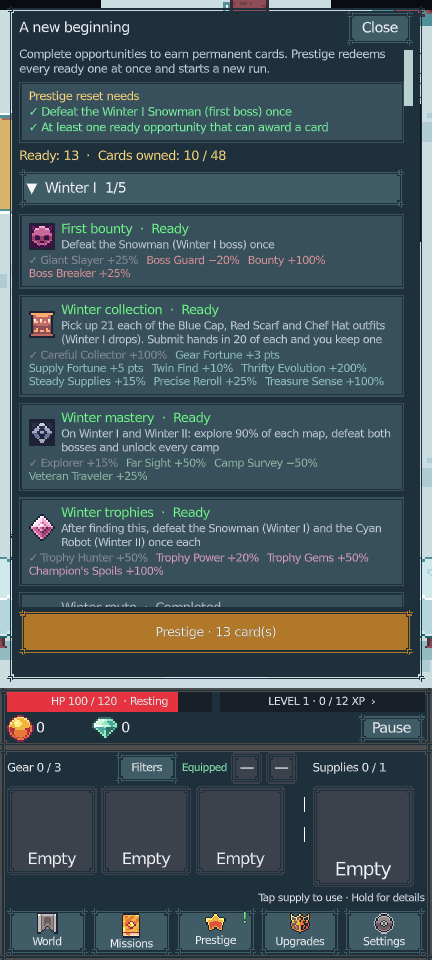 A new beginning
Close
Complete opportunities to earn permanent cards. Prestige redeems
every ready one at once and starts a new run.
Prestige reset needs
✓ Defeat the Winter I Snowman (first boss) once
✓ At least one ready opportunity that can award a card
Ready: 13 · Cards owned: 10 / 48
▼ Winter I 1/5
First bounty · Ready
Defeat the Snowman (Winter I boss) once
✓ Giant Slayer +25% Boss Guard −20% Bounty +100%
Boss Breaker +25%
Winter collection · Ready
Pick up 21 each of the Blue Cap, Red Scarf and Chef Hat outfits
(Winter I drops). Submit hands in 20 of each and you keep one
✓ Careful Collector +100% Gear Fortune +3 pts
Supply Fortune +5 pts Twin Find +10% Thrifty Evolution +200%
Steady Supplies +15% Precise Reroll +25% Treasure Sense +100%
Winter mastery · Ready
On Winter I and Winter II: explore 90% of each map, defeat both
bosses and unlock every camp
✓ Explorer +15% Far Sight +50% Camp Survey −50%
Veteran Traveler +25%
Winter trophies · Ready
After finding this, defeat the Snowman (Winter I) and the Cyan
Robot (Winter II) once each
✓ Trophy Hunter +50% Trophy Power +20% Trophy Gems +50%
Champion's Spoils +100%
Winter route · Completed
Prestige · 13 card(s)
HP 100 / 120 · Resting
LEVEL 1 · 0 / 12 XP ›
0
0
Pause
Gear 0 / 3
Filters
Equipped
—
—
Supplies 0 / 1
Empty
Empty
Empty
Empty
Tap supply to use · Hold for details
World
Missions
Prestige
!
Upgrades
Settings